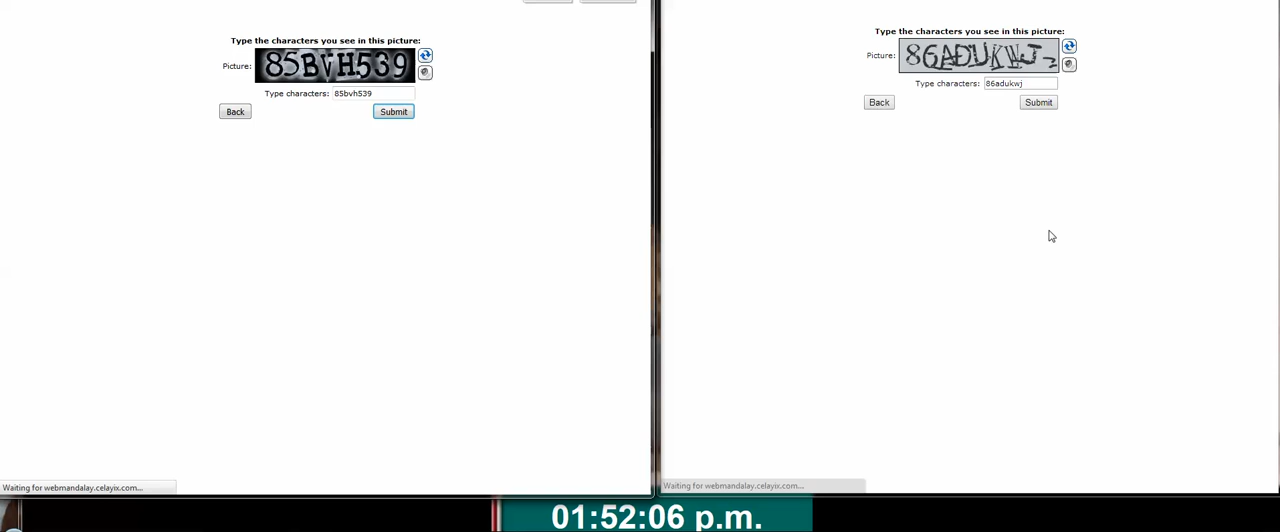 Type the characters you see in this picture:
Picture: 85BVH539
Type characters: 85bvh539
Back Submit
Waiting for webmandalay.celayix.com...
Type the characters you see in this picture:
Picture: 86ADUKWJ
Type characters: 86adukwj
Back Submit
Waiting for webmandalay.celayix.com...
01:52:06 p.m.